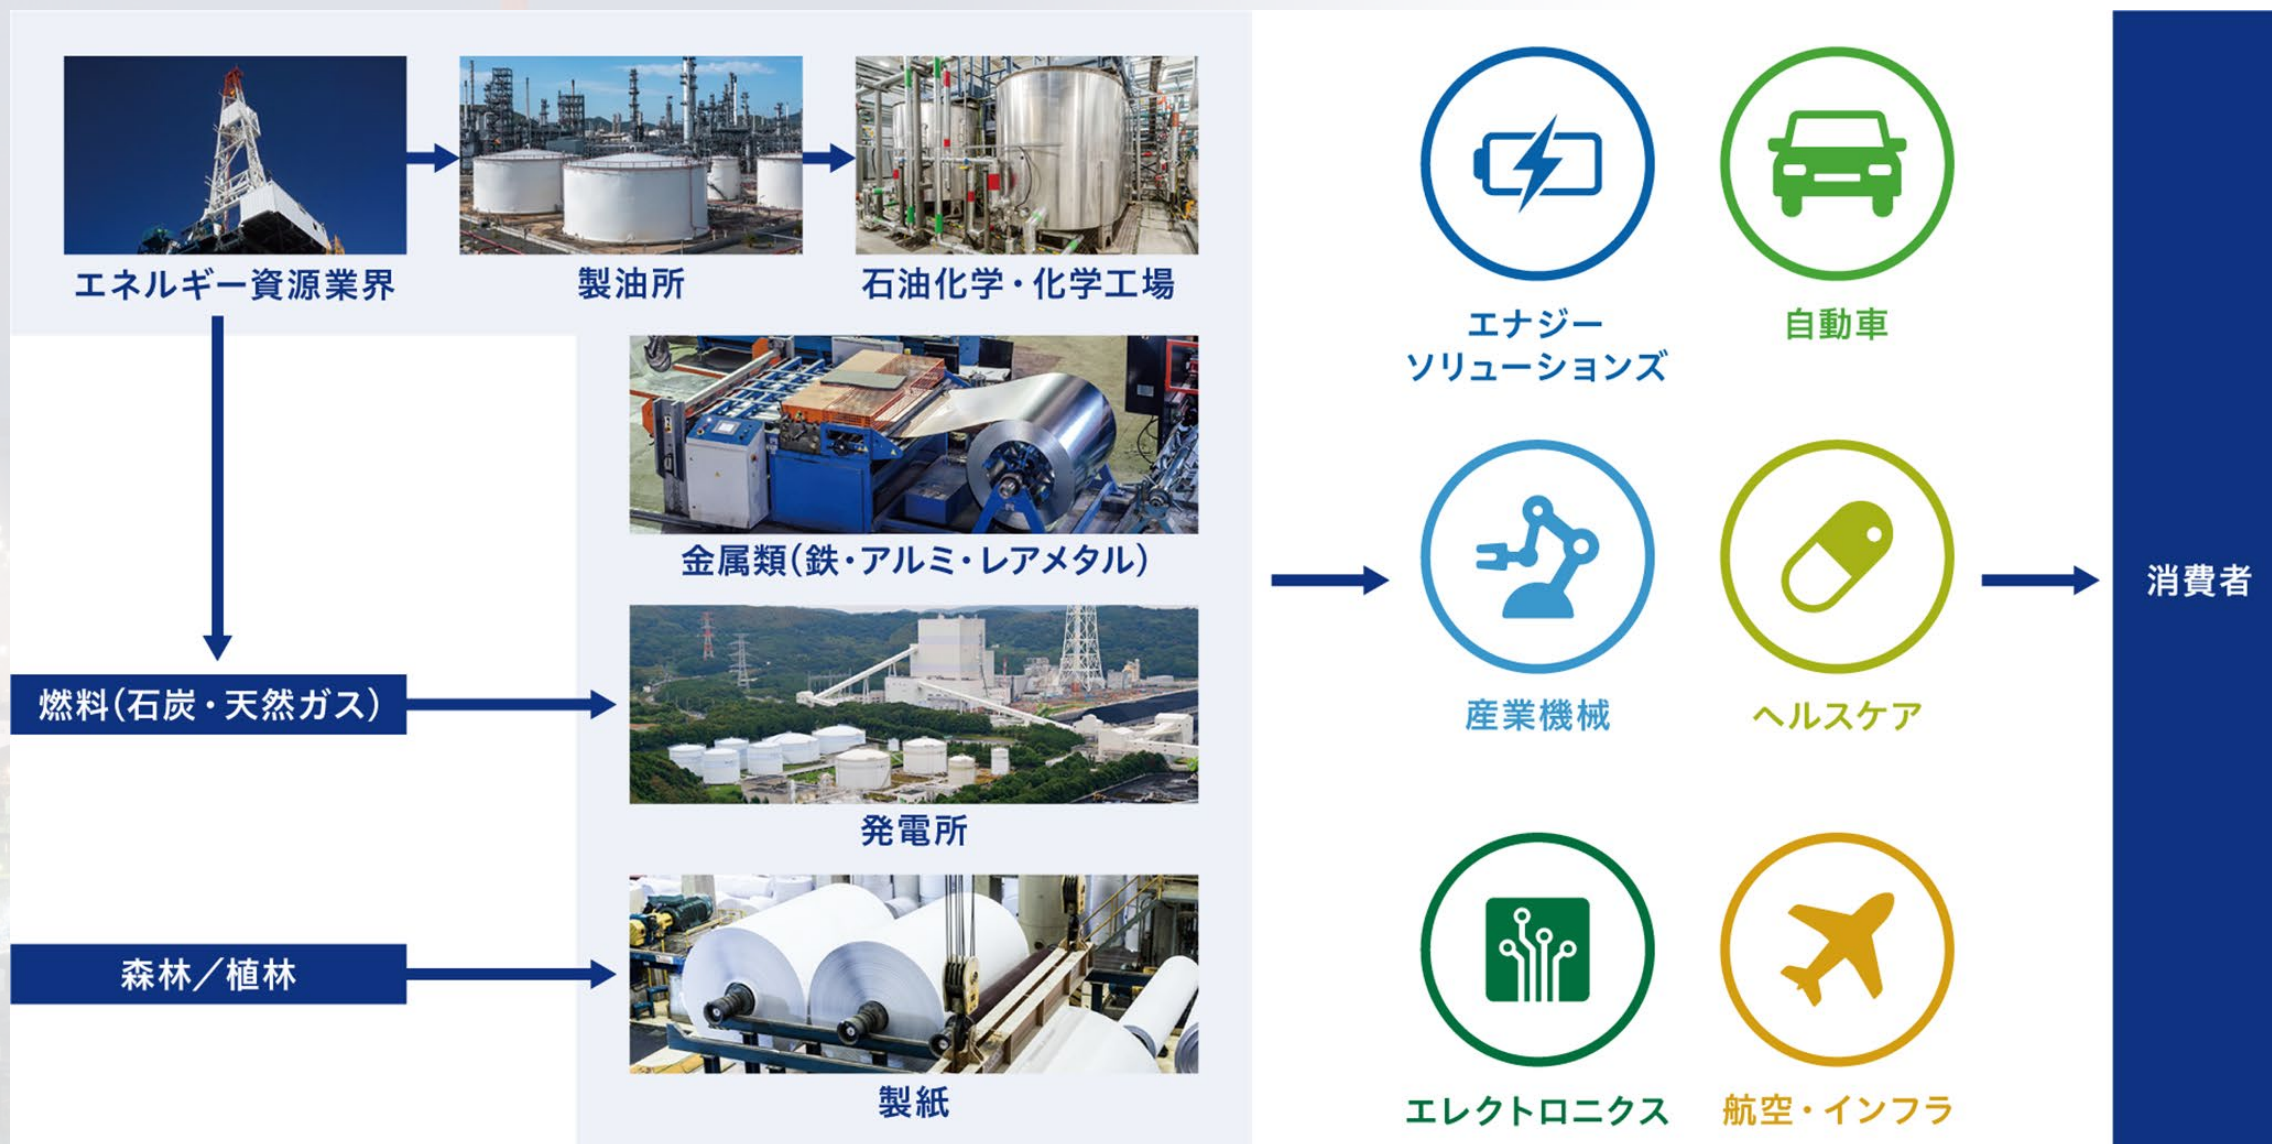 エネルギー資源業界
製油所
石油化学・化学工場
金属類(鉄・アルミ・レアメタル)
燃料(石炭・天然ガス)
発電所
森林／植林
製紙
エナジー
ソリューションズ
自動車
産業機械
ヘルスケア
エレクトロニクス
航空・インフラ
消費者